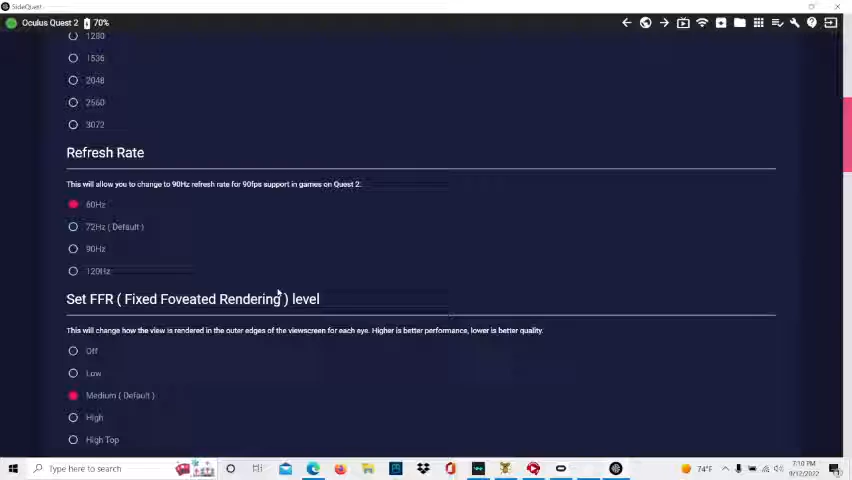 SideQuest
Oculus Quest 2 70%
1280
1536
2048
2560
3072
Refresh Rate
This will allow you to change to 90Hz refresh rate for 90fps support in games on Quest 2.
60Hz
72Hz ( Default )
90Hz
120Hz
Set FFR ( Fixed Foveated Rendering ) level
This will change how the view is rendered in the outer edges of the viewscreen for each eye. Higher is better performance, lower is better quality.
Off
Low
Medium ( Default )
High
High Top
Type here to search
74°F
7:10 PM
9/12/2022